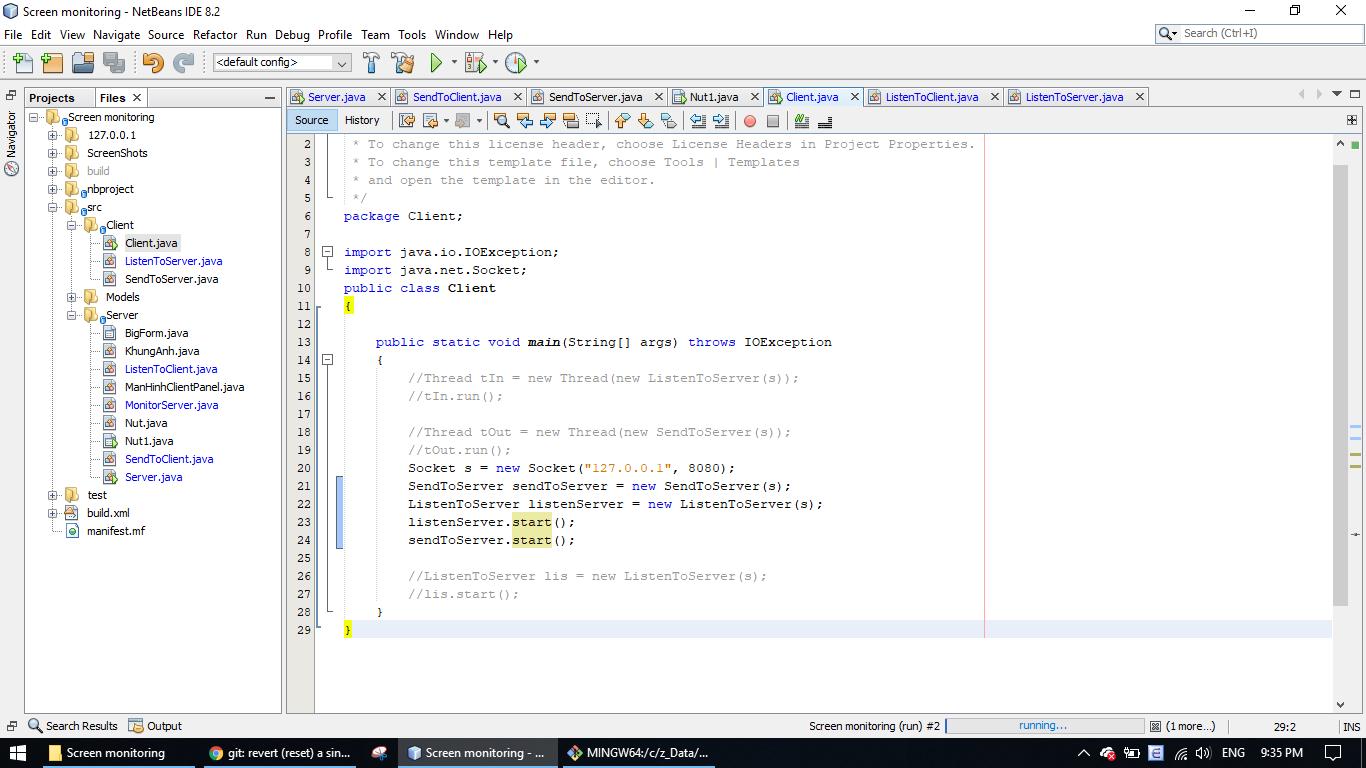 Screen monitoring - NetBeans IDE 8.2
File Edit View Navigate Source Refactor Run Debug Profile Team Tools Window Help
Search (Ctrl+I)
<default config>
Projects Files
Server.java SendToClient.java SendToServer.java Nut1.java Client.java ListenToClient.java ListenToServer.java
Source History
Navigator
Screen monitoring
127.0.0.1
ScreenShots
build
nbproject
src
Client
Client.java
ListenToServer.java
SendToServer.java
Models
Server
BigForm.java
KhungAnh.java
ListenToClient.java
ManHinhClientPanel.java
MonitorServer.java
Nut.java
Nut1.java
SendToClient.java
Server.java
test
build.xml
manifest.mf
2 * To change this license header, choose License Headers in Project Properties.
3 * To change this template file, choose Tools | Templates
4 * and open the template in the editor.
5 */
6 package Client;
7
8 import java.io.IOException;
9 import java.net.Socket;
10 public class Client
11 {
12
13 public static void main(String[] args) throws IOException
14 {
15 //Thread tIn = new Thread(new ListenToServer(s));
16 //tIn.run();
17
18 //Thread tOut = new Thread(new SendToServer(s));
19 //tOut.run();
20 Socket s = new Socket("127.0.0.1", 8080);
21 SendToServer sendToServer = new SendToServer(s);
22 ListenToServer listenServer = new ListenToServer(s);
23 listenServer.start();
24 sendToServer.start();
25
26 //ListenToServer lis = new ListenToServer(s);
27 //lis.start();
28 }
29 }
Search Results Output
Screen monitoring (run) #2 running... (1 more...) 29:2 INS
Screen monitoring git: revert (reset) a sin... Screen monitoring - ... MINGW64:/c/z_Data/... ENG 9:35 PM